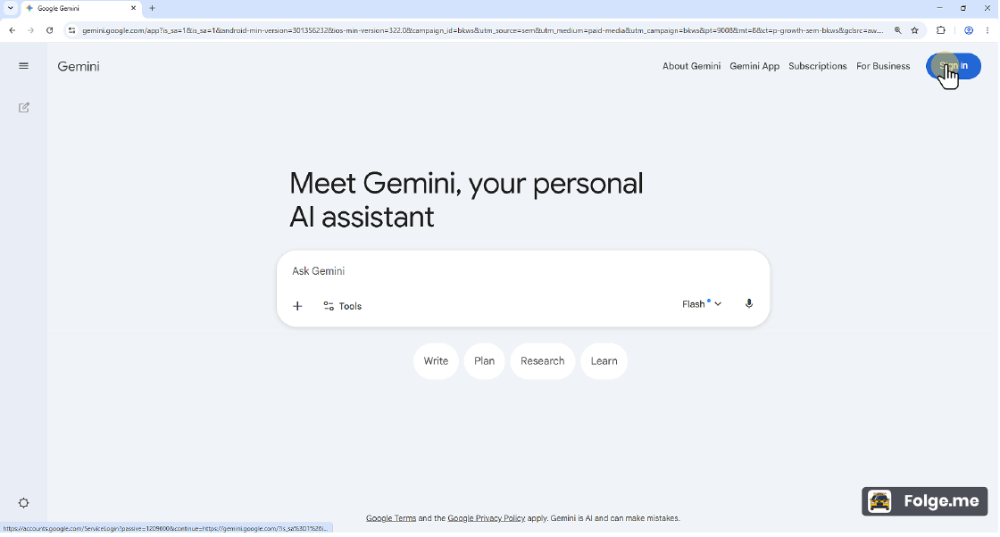 Google Gemini
gemini.google.com/app?is_sa=1&is_sa=1&android-min-version=301356232&ios-min-version=322.0&campaign_id=bkws&utm_source=sem&utm_medium=paid-media&utm_campaign=bkws&pt=9008&mt=8&ct=p-growth-sem-bkws&gclsrc=aw....
Gemini
About Gemini Gemini App Subscriptions For Business Sign in
Meet Gemini, your personal
AI assistant
Ask Gemini
Tools
Flash
Write Plan Research Learn
Folge.me
Google Terms and the Google Privacy Policy apply. Gemini is AI and can make mistakes.
https://accounts.google.com/ServiceLogin?passive=1209600&continue=https://gemini.google.com/?is_sa%3D1%26i...